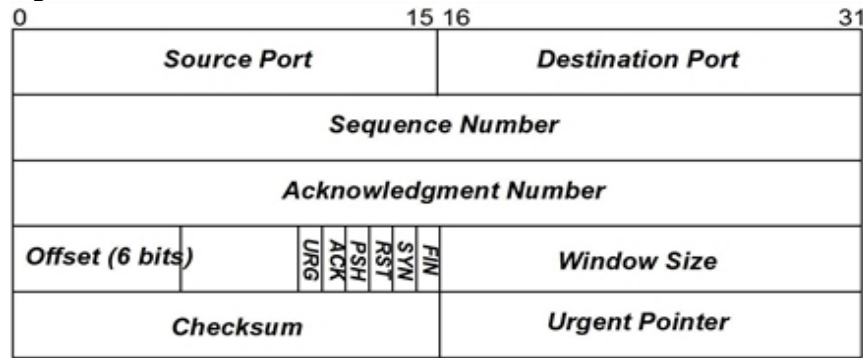 0 15 16 31
Source Port Destination Port
Sequence Number
Acknowledgment Number
Offset (6 bits) URG ACK PSH RST SYN FIN Window Size
Checksum Urgent Pointer